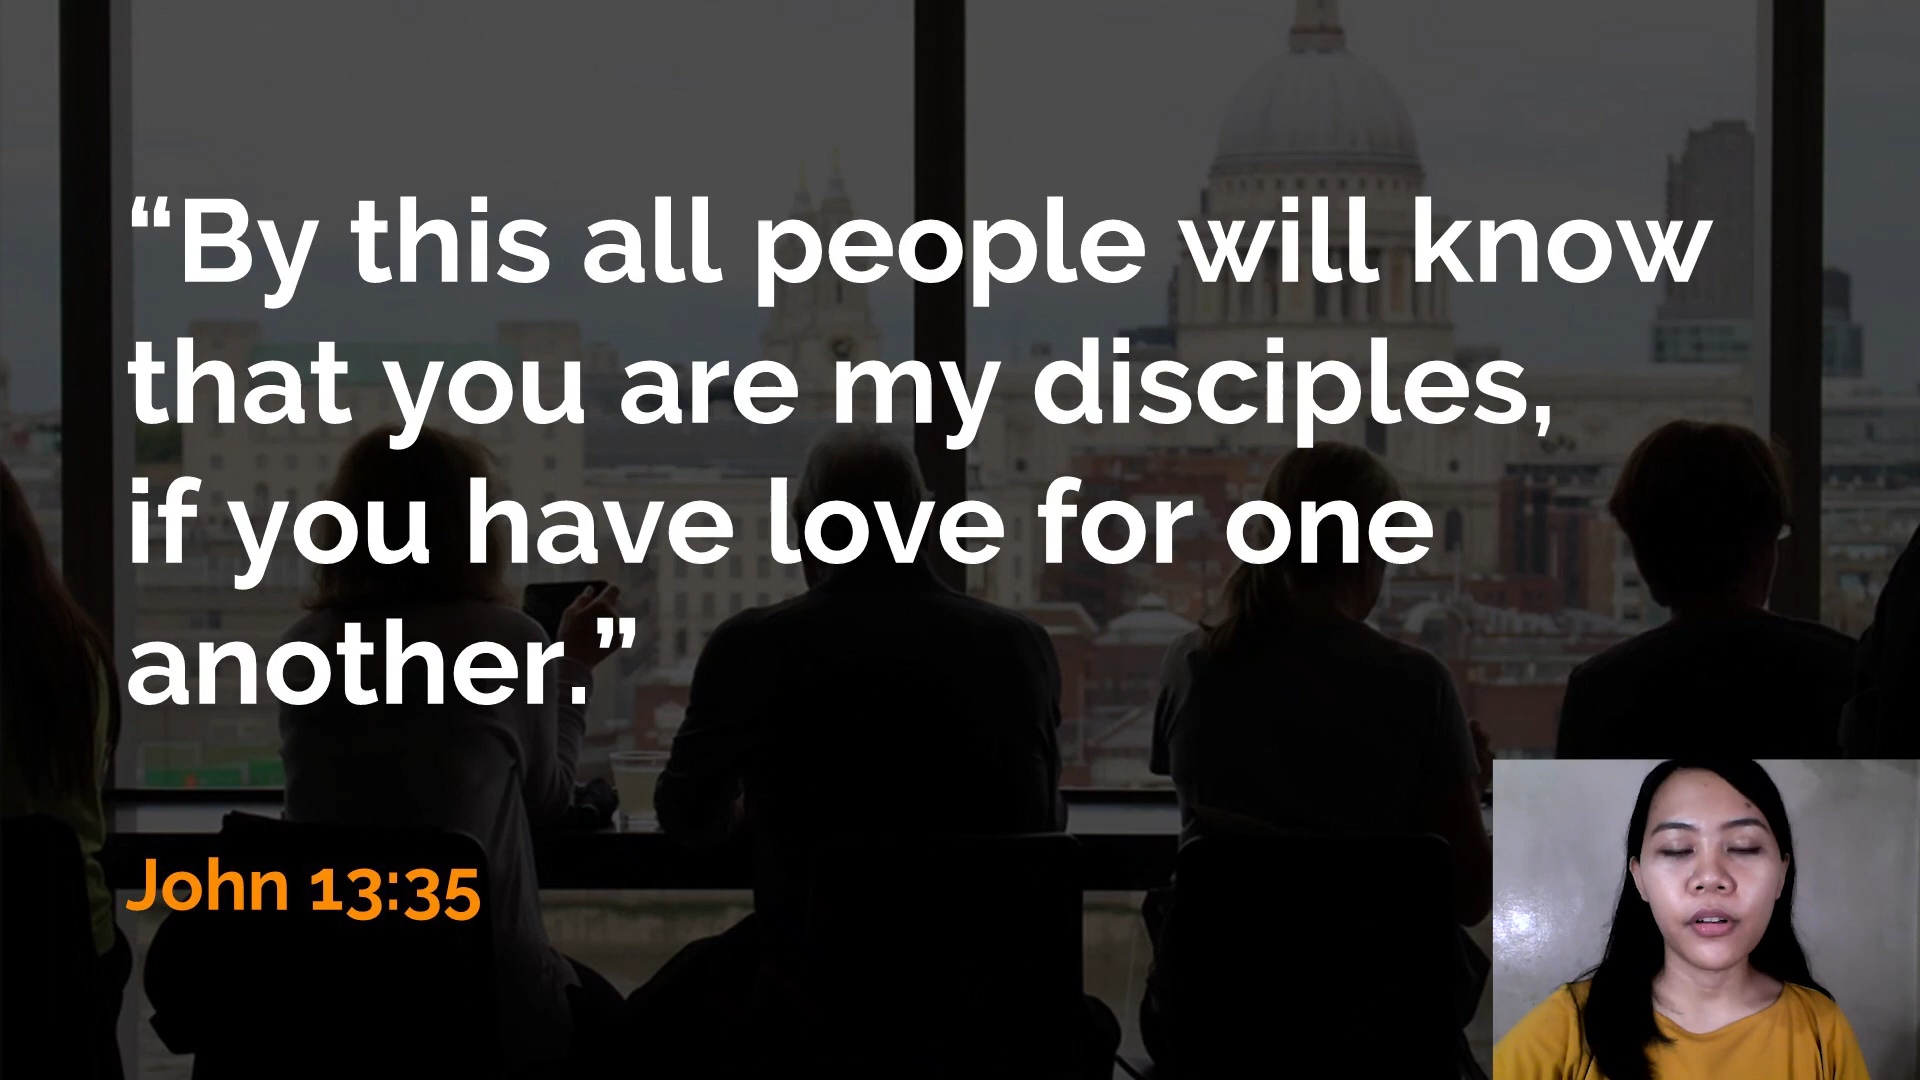 “By this all people will know
that you are my disciples,
if you have love for one
another.”
John 13:35